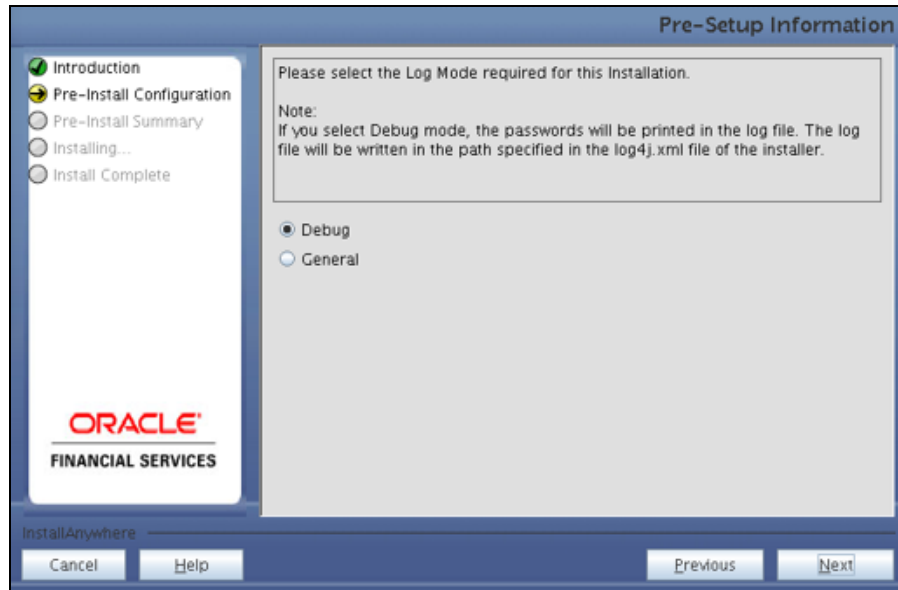 Pre-Setup Information
Introduction
Pre-Install Configuration
Pre-Install Summary
Installing...
Install Complete
ORACLE
FINANCIAL SERVICES
Please select the Log Mode required for this Installation.
Note:
If you select Debug mode, the passwords will be printed in the log file. The log
file will be written in the path specified in the log4j.xml file of the installer.
Debug
General
InstallAnywhere
Cancel
Help
Previous
Next